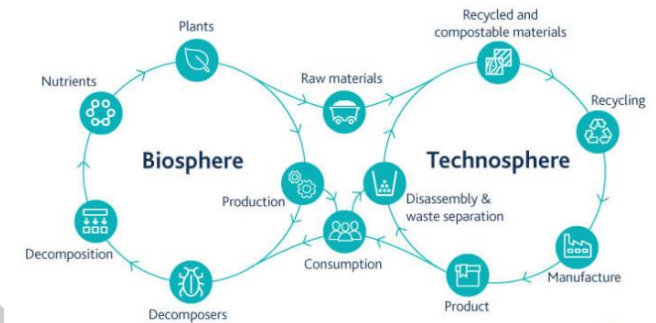 Plants
Recycled and
compostable materials
Nutrients
Raw materials
Recycling
Biosphere
Technosphere
Production
Disassembly &
waste separation
Decomposition
Consumption
Manufacture
Decomposers
Product